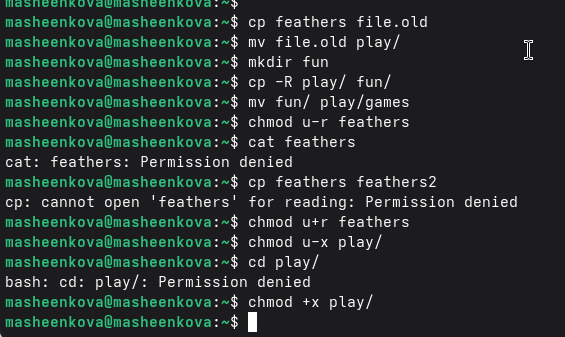 masheenkova@masheenkova:~$
masheenkova@masheenkova:~$ cp feathers file.old
masheenkova@masheenkova:~$ mv file.old play/
masheenkova@masheenkova:~$ mkdir fun
masheenkova@masheenkova:~$ cp -R play/ fun/
masheenkova@masheenkova:~$ mv fun/ play/games
masheenkova@masheenkova:~$ chmod u-r feathers
masheenkova@masheenkova:~$ cat feathers
cat: feathers: Permission denied
masheenkova@masheenkova:~$ cp feathers feathers2
cp: cannot open 'feathers' for reading: Permission denied
masheenkova@masheenkova:~$ chmod u+r feathers
masheenkova@masheenkova:~$ chmod u-x play/
masheenkova@masheenkova:~$ cd play/
bash: cd: play/: Permission denied
masheenkova@masheenkova:~$ chmod +x play/
masheenkova@masheenkova:~$